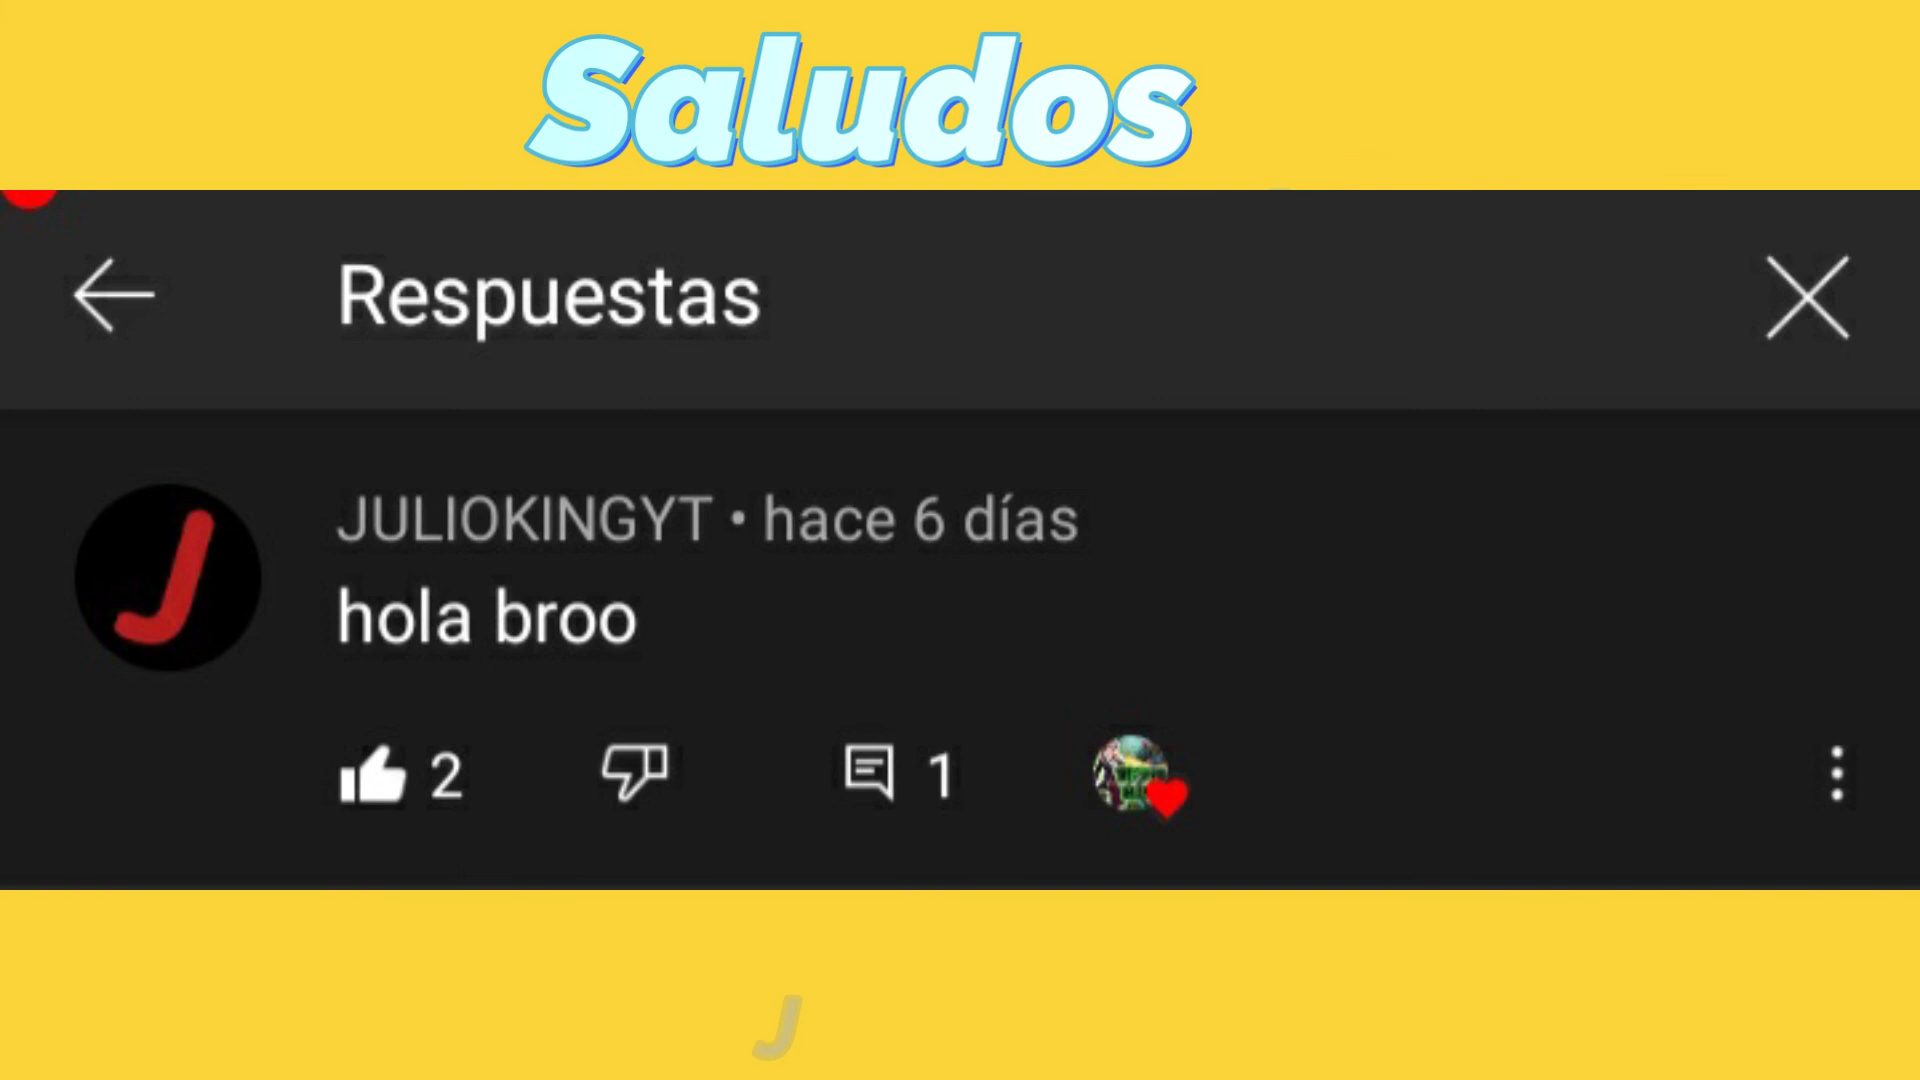 Saludos
Respuestas
JULIOKINGYT • hace 6 días
hola broo
2 1
J